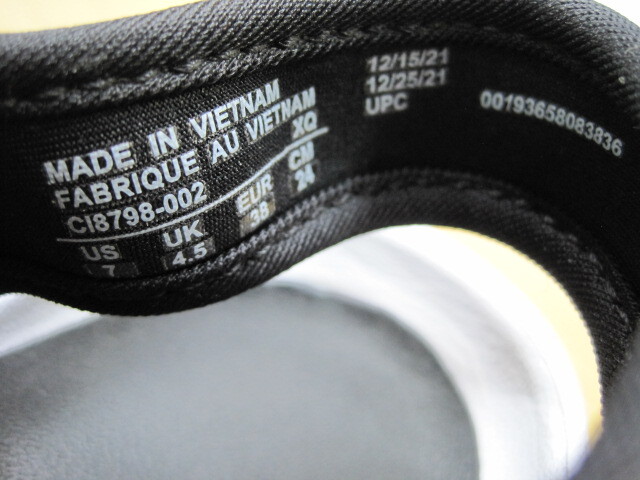 MADE IN VIETNAM
FABRIQUE AU VIETNAM
CI8798-002 XQ
US UK EUR CM
7 4.5 38 24
12/15/21
12/25/21
UPC 00193658083836